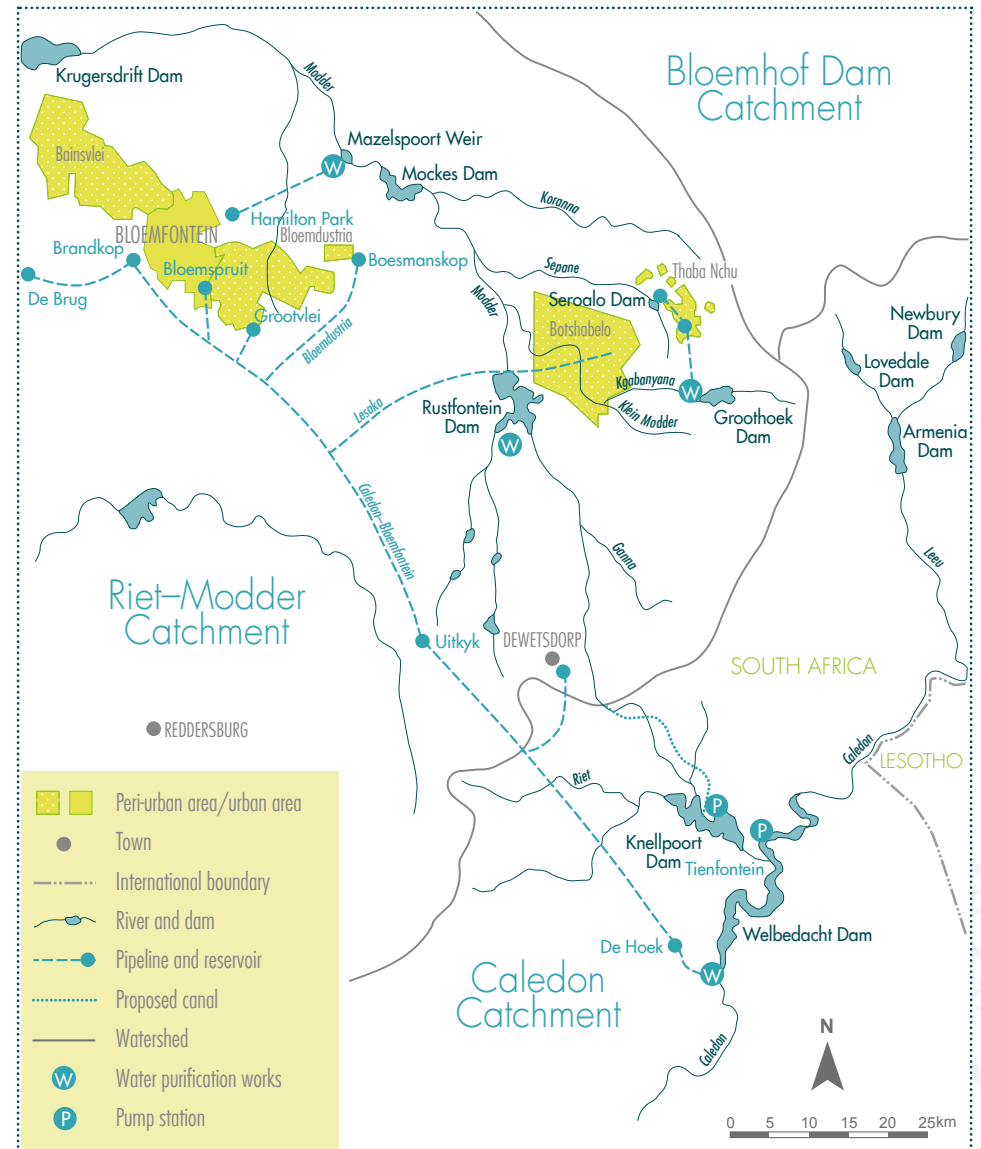 Bloemhof Dam
Catchment
Krugersdrift Dam
Modder
Mazelspoort Weir
Bainsvlei
Mockes Dam
Koranna
Hamilton Park
BLOEMFONTEIN
Bloemdustria
Brandkop
Boesmanskop
Sepane
Thaba Nchu
Bloemspruit
De Brug
Seroalo Dam
Modder
Newbury
Dam
Grootvlei
Bloemdustria
Botshabelo
Lovedale
Dam
Kgabanyana
Lesaka
Rustfontein
Dam
Klein Modder
Groothoek
Dam
Armenia
Dam
Caledon–Bloemfontein
Ganna
Leeu
Riet–Modder
Catchment
Uitkyk
DEWETSDORP
SOUTH AFRICA
REDDERSBURG
Caledon
LESOTHO
Riet
Knellpoort
Dam
Tienfontein
Welbedacht Dam
De Hoek
Caledon
Catchment
Caledon
Peri-urban area/urban area
Town
International boundary
River and dam
Pipeline and reservoir
Proposed canal
Watershed
W Water purification works
P Pump station
W
W
W
W
P
P
N
0 5 10 15 20 25km